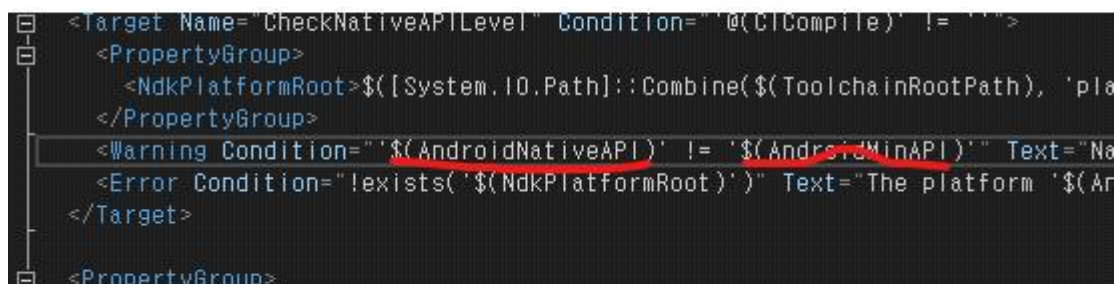 <Target Name="CheckNativeAPILevel" Condition="'@(ClCompile)' != ''">
<PropertyGroup>
<NdkPlatformRoot>$([System.IO.Path]::Combine($(ToolchainRootPath), 'pla
</PropertyGroup>
<Warning Condition="'$(AndroidNativeAPI)' != '$(AndroidMinAPI)'" Text="Na
<Error Condition="!exists('$(NdkPlatformRoot)')" Text="The platform '$(An
</Target>
<PropertyGroup>